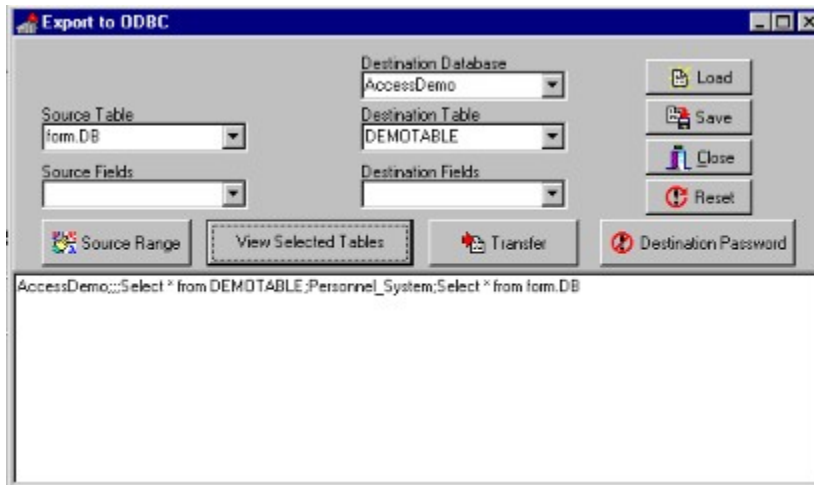 Export to ODBC
Destination Database
AccessDemo
Source Table
form.DB
Destination Table
DEMOTABLE
Source Fields
Destination Fields
Load
Save
Close
Reset
Source Range
View Selected Tables
Transfer
Destination Password
AccessDemo;;;Select * from DEMOTABLE;Personnel_System;Select * from form.DB